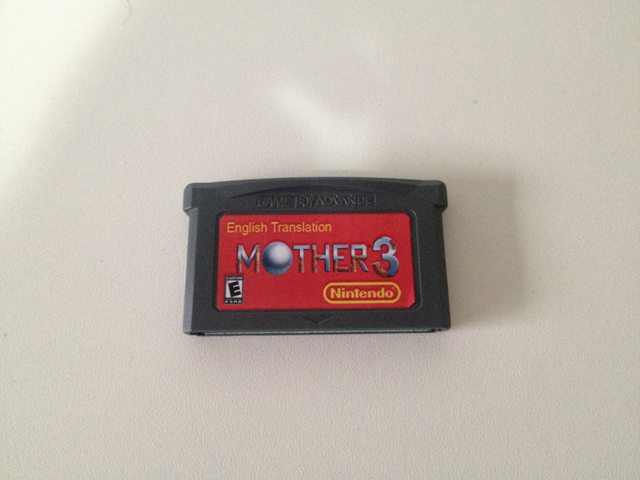 GAME BOY ADVANCE
English Translation
MOTHER 3
E
Nintendo